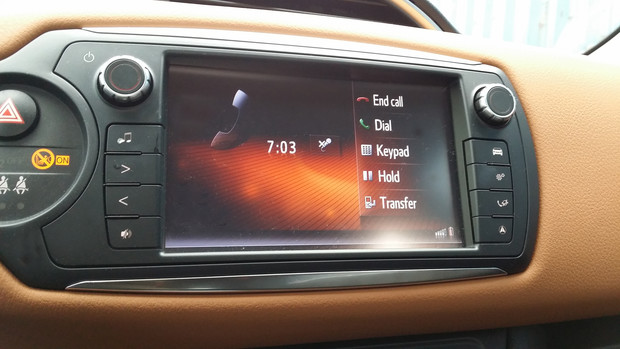 End call
Dial
7:03
Keypad
Hold
Transfer
ON
>
<